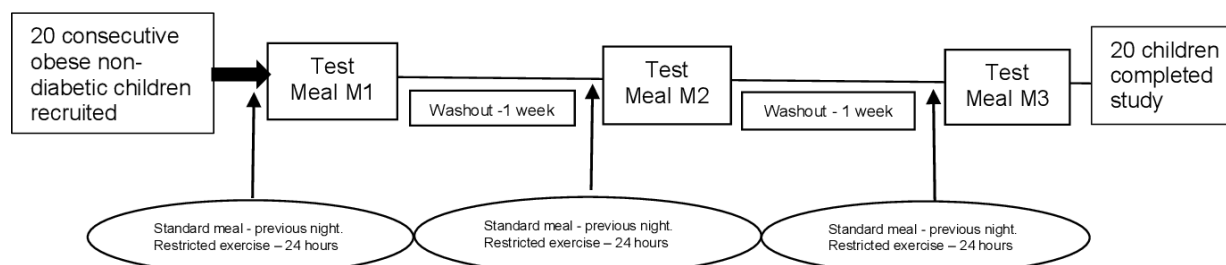 20 consecutive
obese non-
diabetic children
recruited
Test
Meal M1
Washout -1 week
Test
Meal M2
Washout - 1 week
Test
Meal M3
20 children
completed
study
Standard meal - previous night.
Restricted exercise – 24 hours
Standard meal - previous night.
Restricted exercise – 24 hours
Standard meal - previous night.
Restricted exercise – 24 hours